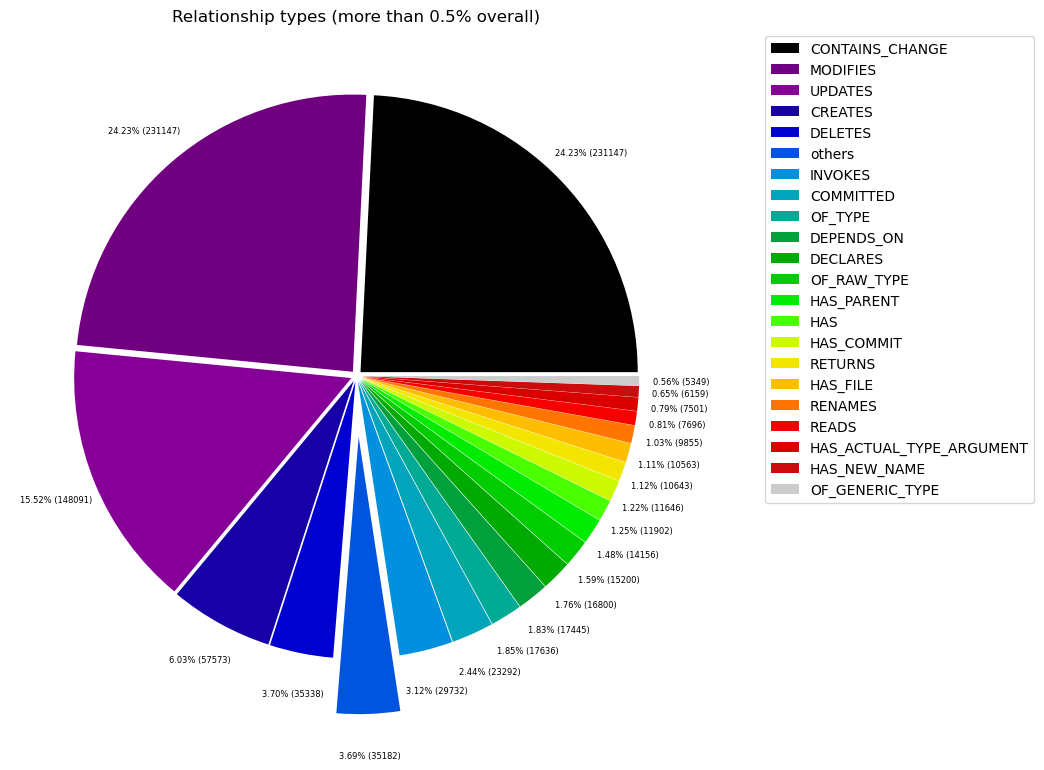 Relationship types (more than 0.5% overall)
24.23% (231147)
24.23% (231147)
15.52% (148091)
6.03% (57573)
3.70% (35338)
3.69% (35182)
3.12% (29732)
2.44% (23292)
1.85% (17636)
1.83% (17445)
1.76% (16800)
1.59% (15200)
1.48% (14156)
1.25% (11902)
1.22% (11646)
1.12% (10643)
1.11% (10563)
1.03% (9855)
0.81% (7696)
0.79% (7501)
0.65% (6159)
0.56% (5349)
CONTAINS_CHANGE
MODIFIES
UPDATES
CREATES
DELETES
others
INVOKES
COMMITTED
OF_TYPE
DEPENDS_ON
DECLARES
OF_RAW_TYPE
HAS_PARENT
HAS
HAS_COMMIT
RETURNS
HAS_FILE
RENAMES
READS
HAS_ACTUAL_TYPE_ARGUMENT
HAS_NEW_NAME
OF_GENERIC_TYPE